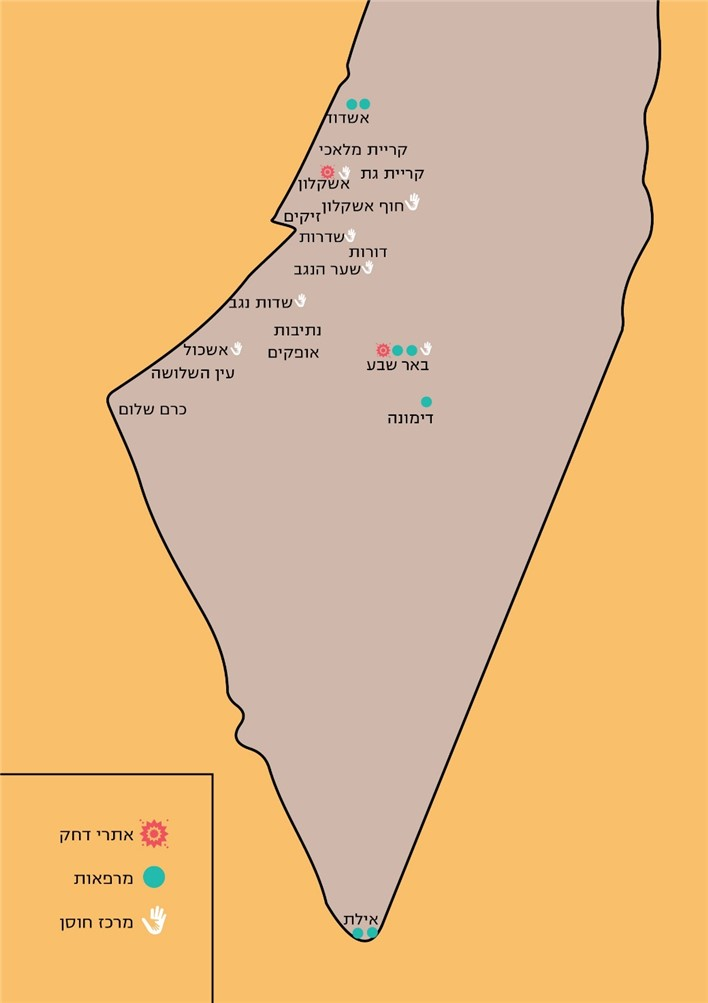 אשדוד
קריית מלאכי
קריית גת
אשקלון
חוף אשקלון
זיקים
שדרות
דורות
שער הנגב
שדות נגב
נתיבות
אשכול
אופקים
באר שבע
עין השלושה
כרם שלום
דימונה
אתרי דחק
מרפאות
מרכז חוסן
אילת